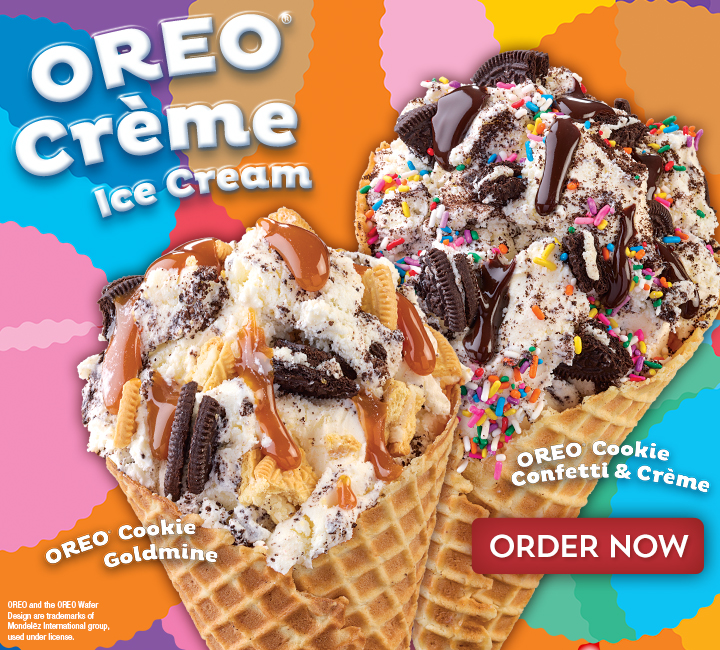 OREO®
Crème
Ice Cream
OREO® Cookie
Confetti & Crème
OREO® Cookie
Goldmine
ORDER NOW
OREO and the OREO Wafer
Design are trademarks of
Mondelēz International group,
used under license.